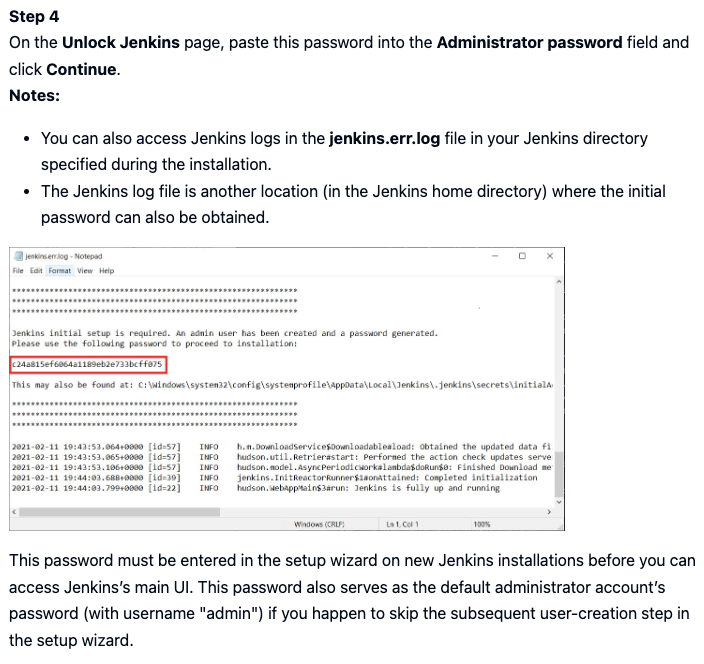 Step 4
On the Unlock Jenkins page, paste this password into the Administrator password field and
click Continue.
Notes:
• You can also access Jenkins logs in the jenkins.err.log file in your Jenkins directory
specified during the installation.
• The Jenkins log file is another location (in the Jenkins home directory) where the initial
password can also be obtained.
jenkins.err.log - Notepad
File Edit Format View Help
*************************************************************
*************************************************************
*************************************************************
Jenkins initial setup is required. An admin user has been created and a password generated.
Please use the following password to proceed to installation:
c24a815ef6064a1189eb2e733bcff075
This may also be found at: C:\Windows\system32\config\systemprofile\AppData\Local\Jenkins\.jenkins\secrets\initialA
*************************************************************
*************************************************************
*************************************************************
2021-02-11 19:43:53.064+0000 [id=57] INFO h.m.DownloadService$Downloadable#load: Obtained the updated data fi
2021-02-11 19:43:53.065+0000 [id=57] INFO hudson.util.Retrier#start: Performed the action check updates serve
2021-02-11 19:43:53.106+0000 [id=57] INFO hudson.model.AsyncPeriodicWork#lambda$doRun$0: Finished Download me
2021-02-11 19:44:03.688+0000 [id=39] INFO jenkins.InitReactorRunner$1#onAttained: Completed initialization
2021-02-11 19:44:03.799+0000 [id=22] INFO hudson.WebAppMain$3#run: Jenkins is fully up and running
Windows (CRLF) Ln 1, Col 1 100%
This password must be entered in the setup wizard on new Jenkins installations before you can
access Jenkins’s main UI. This password also serves as the default administrator account’s
password (with username "admin") if you happen to skip the subsequent user-creation step in
the setup wizard.